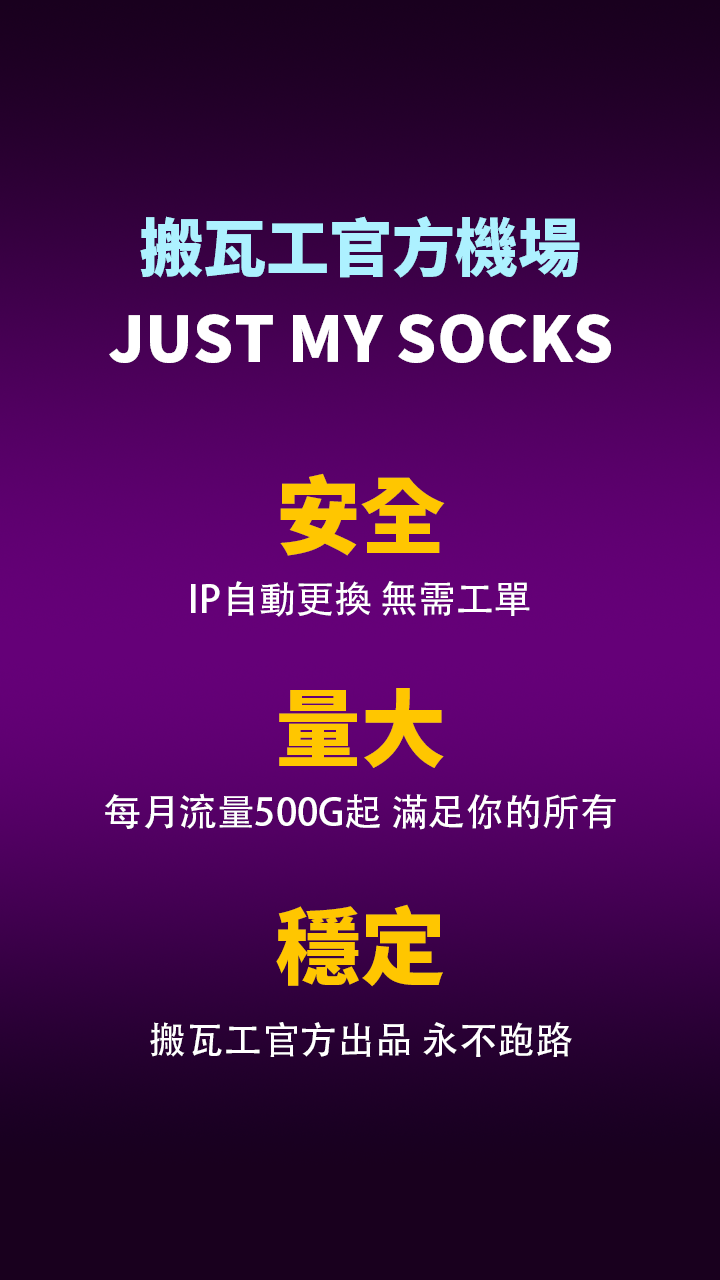 搬瓦工官方機場
JUST MY SOCKS
安全
IP自動更換 無需工單
量大
每月流量500G起 滿足你的所有
穩定
搬瓦工官方出品 永不跑路